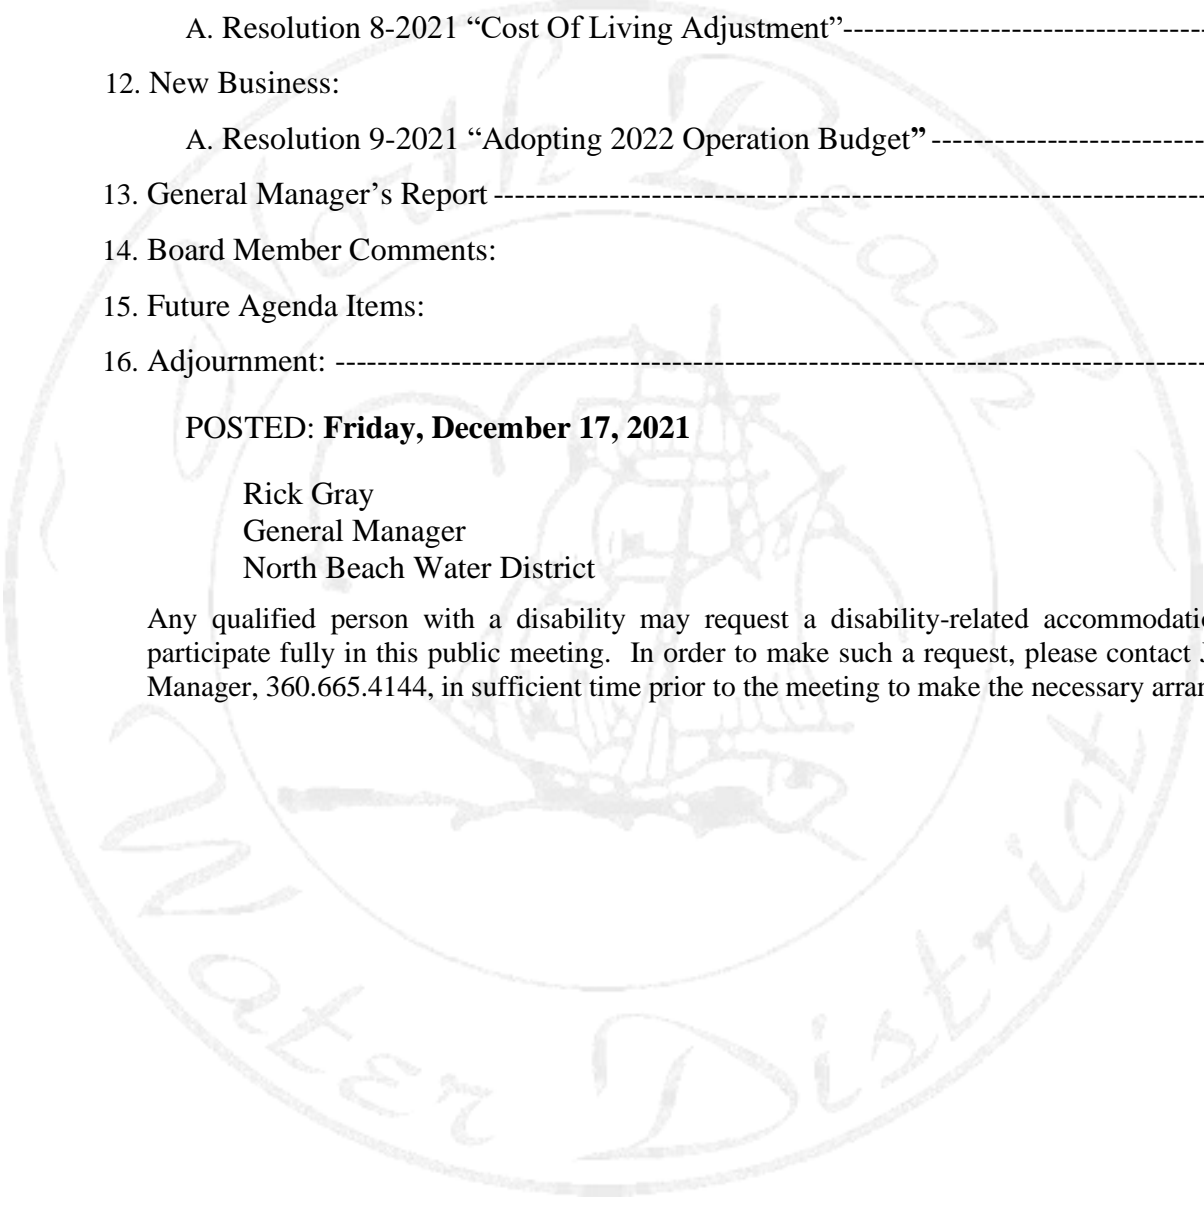 A. Resolution 8-2021 “Cost Of Living Adjustment”----------------------------------
12. New Business:
A. Resolution 9-2021 “Adopting 2022 Operation Budget” --------------------------
13. General Manager’s Report --------------------------------------------------------------------
14. Board Member Comments:
15. Future Agenda Items:
16. Adjournment: -----------------------------------------------------------------------------------
POSTED: Friday, December 17, 2021
Rick Gray
General Manager
North Beach Water District
Any qualified person with a disability may request a disability-related
participate fully in this public meeting. In order to make such a request, please contact
Manager, 360.665.4144, in sufficient time prior to the meeting to make the necessary
North Beach
Water District